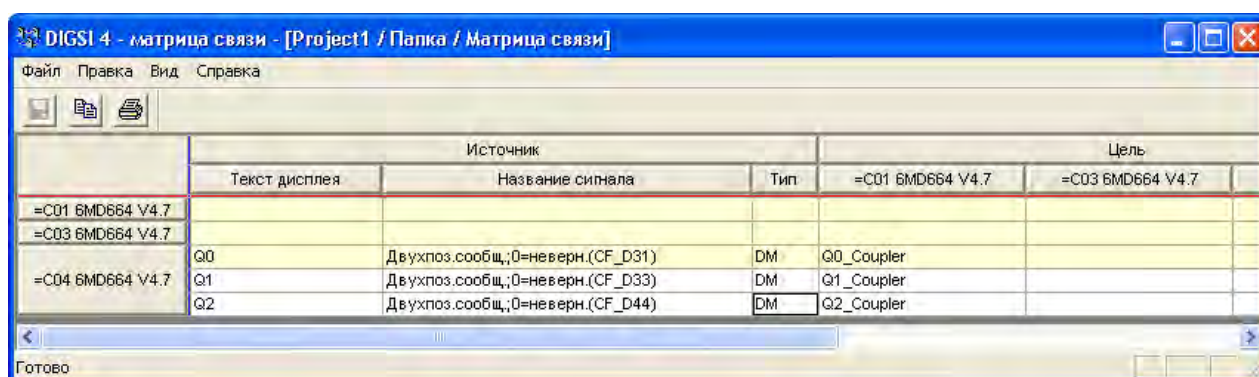 DIGSI 4 - матрица связи - [Project1 / Папка / Матрица связи]
Файл Правка Вид Справка
Источник Цель
Текст дисплея Название сигнала Тип =C01 6MD664 V4.7 =C03 6MD664 V4.7
=C01 6MD664 V4.7
=C03 6MD664 V4.7
=C04 6MD664 V4.7
Q0 Двухпоз.сообщ.;0=неверн.(CF_D31) DM Q0_Coupler
Q1 Двухпоз.сообщ.;0=неверн.(CF_D33) DM Q1_Coupler
Q2 Двухпоз.сообщ.;0=неверн.(CF_D44) DM Q2_Coupler
Готово